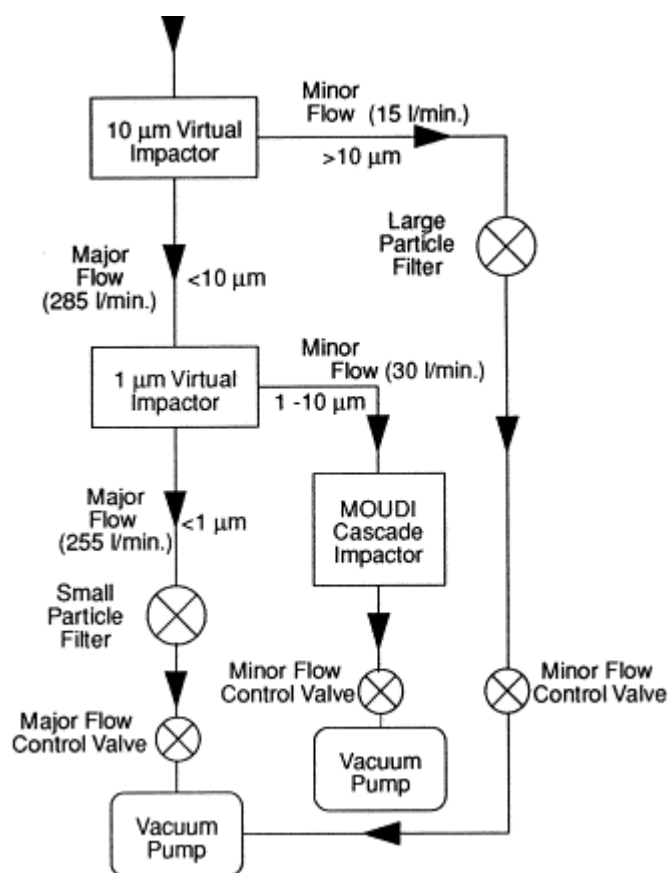 10 μm Virtual
Impactor
Minor
Flow (15 l/min.)
>10 μm
Large
Particle
Filter
Major
Flow
(285 l/min.)
<10 μm
1 μm Virtual
Impactor
Minor
Flow (30 l/min.)
1 -10 μm
Major
Flow
(255 l/min.)
<1 μm
MOUDI
Cascade
Impactor
Small
Particle
Filter
Minor Flow
Control Valve
Minor Flow
Control Valve
Major Flow
Control Valve
Vacuum
Pump
Vacuum
Pump